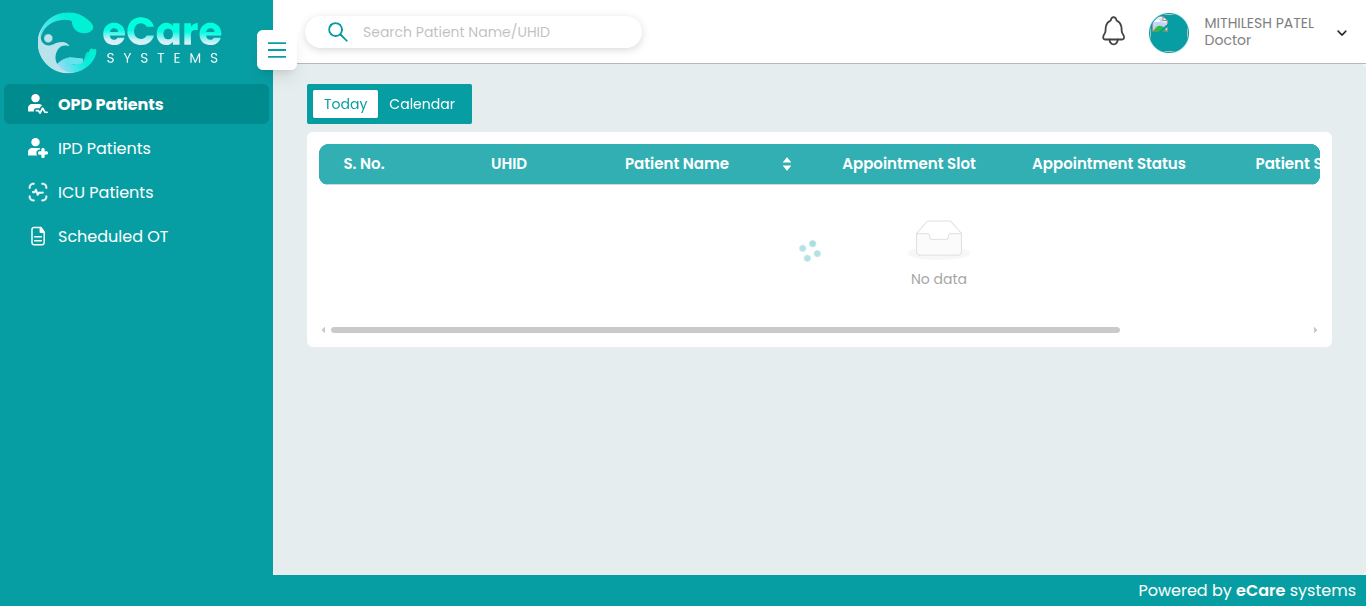 eCare
SYSTEMS
Search Patient Name/UHID
MITHILESH PATEL
Doctor
OPD Patients
IPD Patients
ICU Patients
Scheduled OT
Today Calendar
S. No. UHID Patient Name Appointment Slot Appointment Status Patient S
No data
Powered by eCare systems